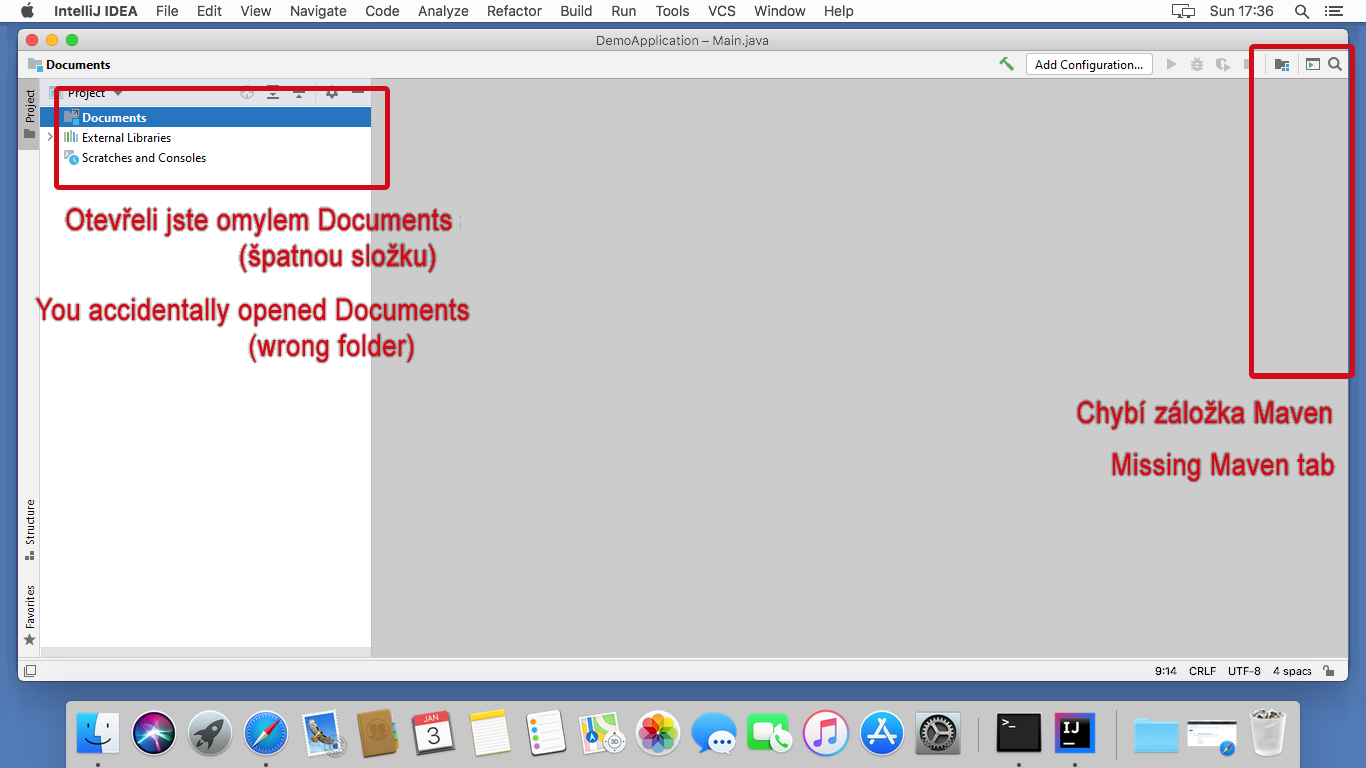 IntelliJ IDEA File Edit View Navigate Code Analyze Refactor Build Run Tools VCS Window Help Sun 17:36
DemoApplication – Main.java
Documents Add Configuration...
Project
Project
Documents
External Libraries
Scratches and Consoles
Otevřeli jste omylem Documents
(špatnou složku)
You accidentally opened Documents
(wrong folder)
Chybí záložka Maven
Missing Maven tab
Structure
Favorites
9:14 CRLF UTF-8 4 spacs
JAN
3
3D
>_
IJ